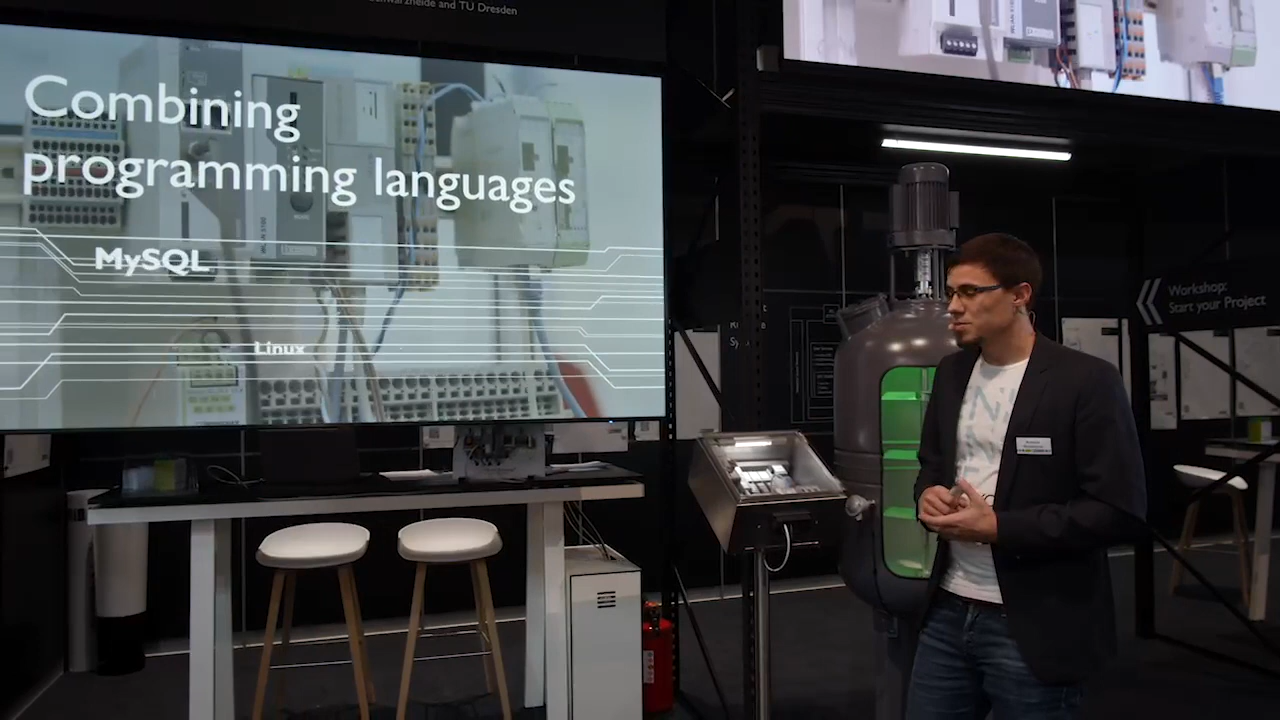 and TU Dresden
Combining
programming languages
MySQL
Linux
Workshop:
Start your Project